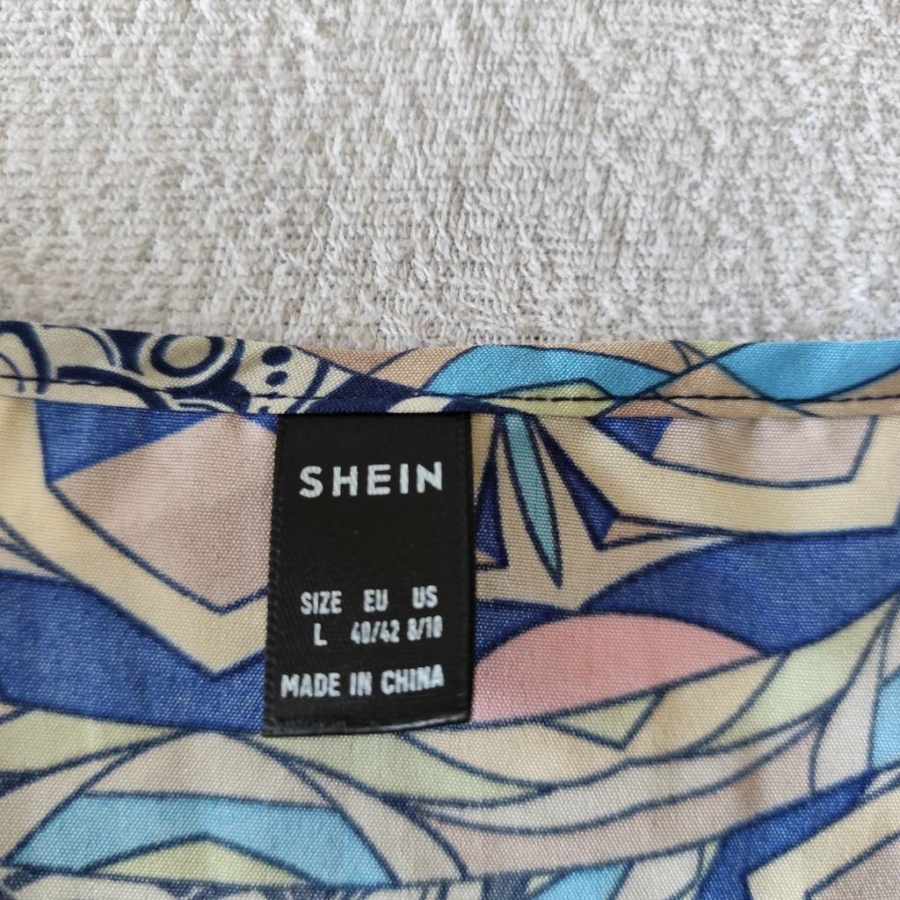 SHEIN
SIZE EU US
L 40/42 8/10
MADE IN CHINA